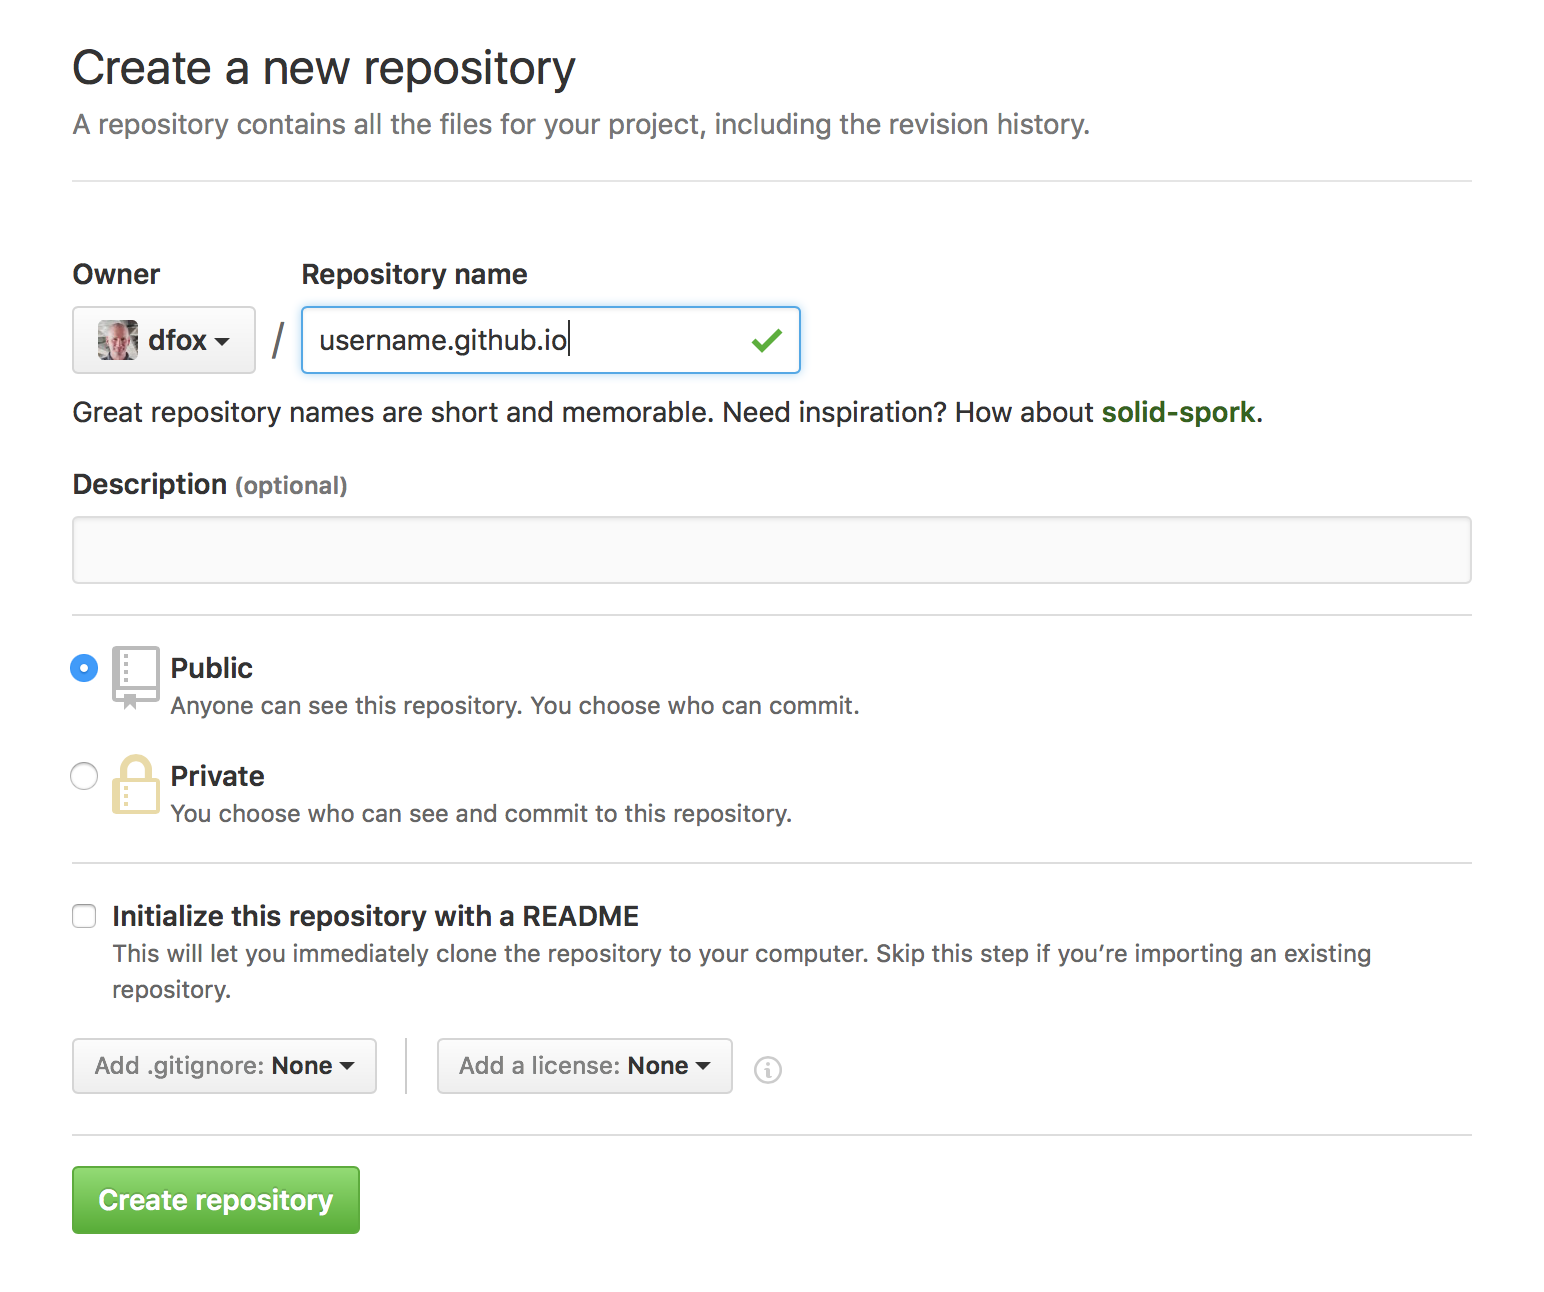 Create a new repository
A repository contains all the files for your project, including the revision history.
Owner Repository name
dfox / username.github.io
Great repository names are short and memorable. Need inspiration? How about solid-spork.
Description (optional)
Public
Anyone can see this repository. You choose who can commit.
Private
You choose who can see and commit to this repository.
Initialize this repository with a README
This will let you immediately clone the repository to your computer. Skip this step if you’re importing an existing
repository.
Add .gitignore: None Add a license: None
Create repository